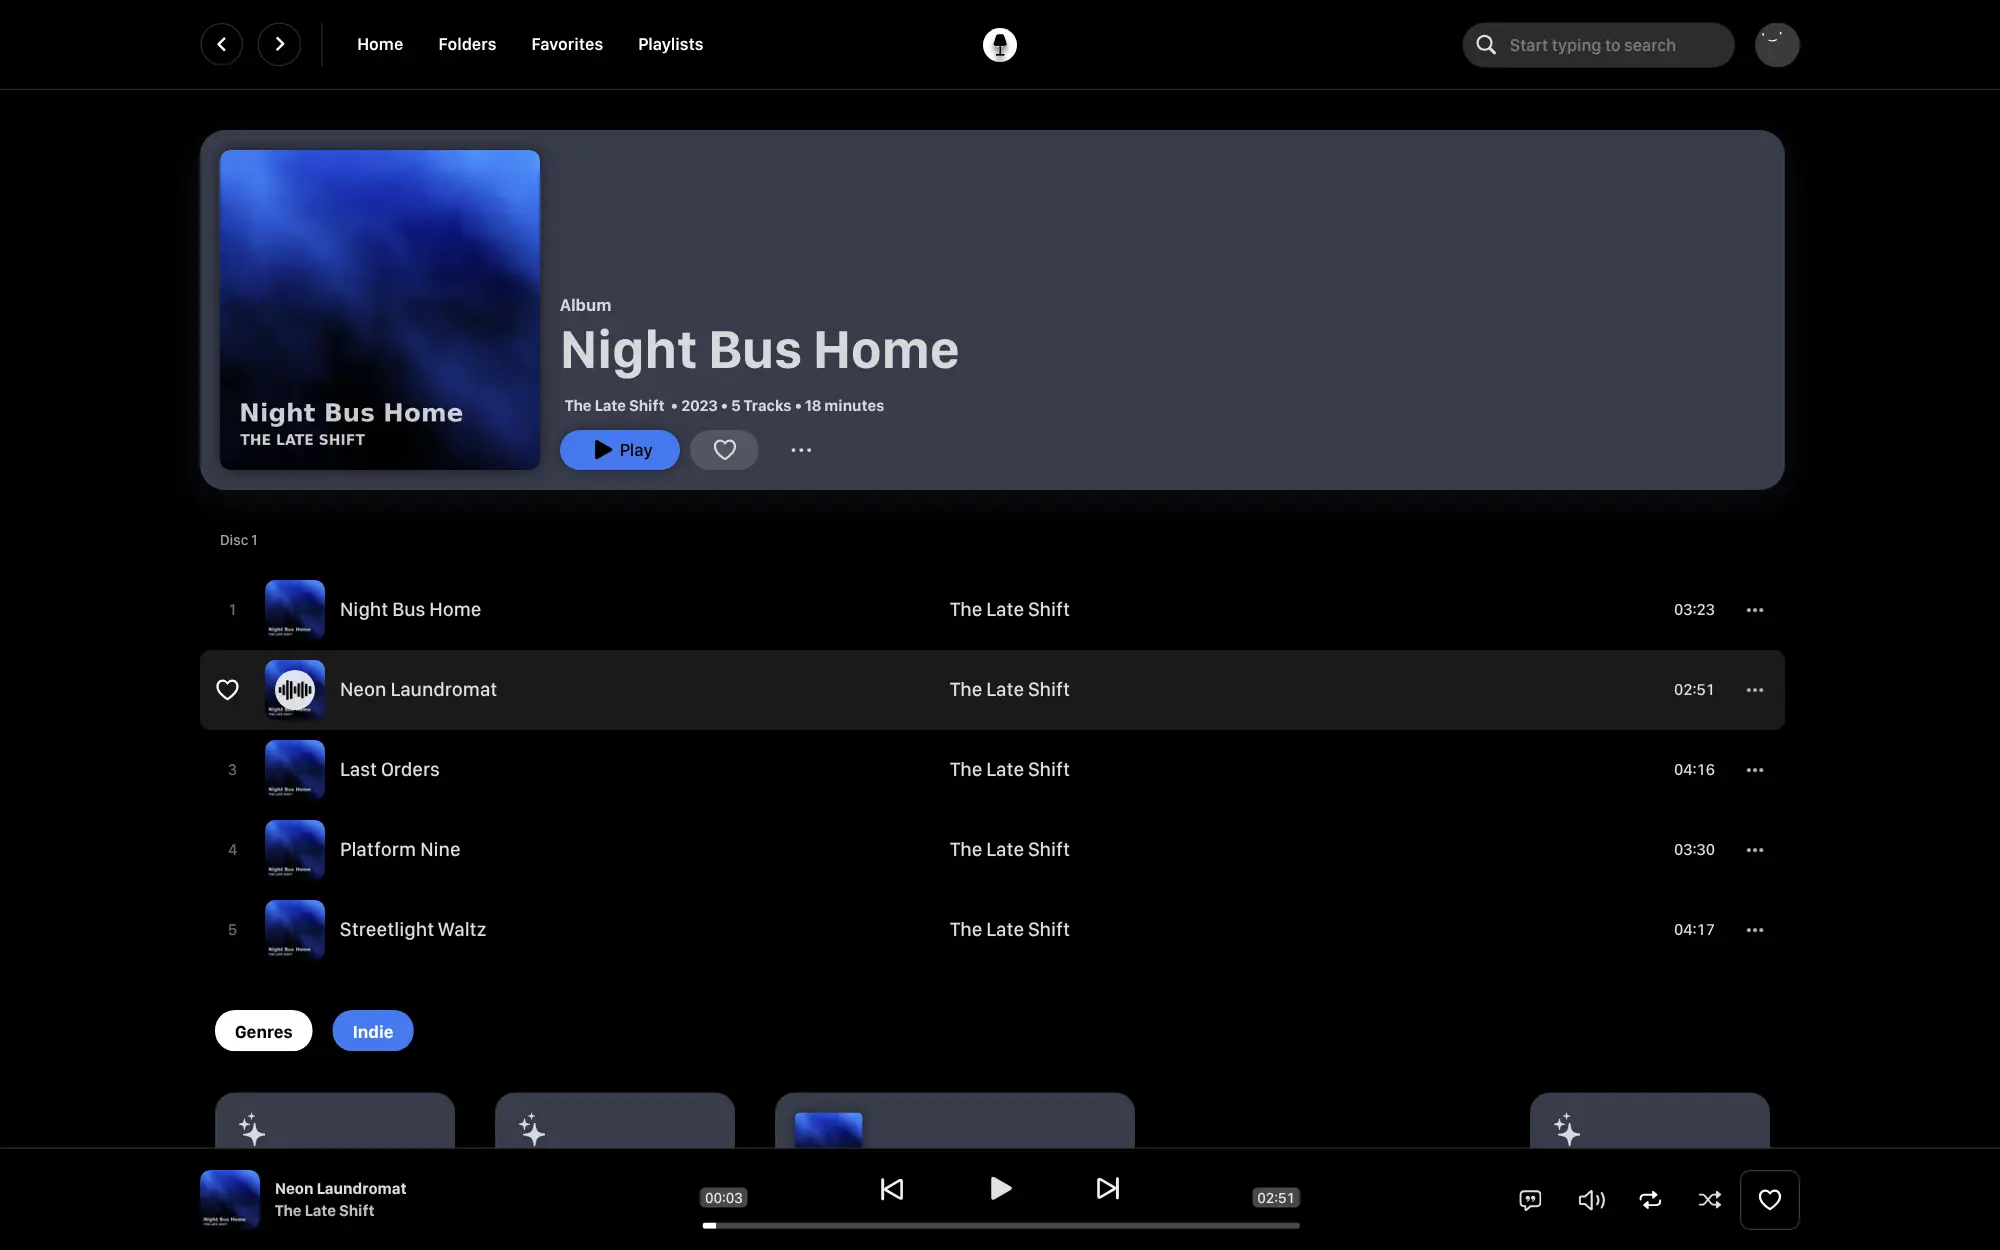 Home Folders Favorites Playlists
Start typing to search
Night Bus Home
THE LATE SHIFT
Album
Night Bus Home
The Late Shift • 2023 • 5 Tracks • 18 minutes
Play
Disc 1
1 Night Bus Home The Late Shift 03:23
Neon Laundromat The Late Shift 02:51
3 Last Orders The Late Shift 04:16
4 Platform Nine The Late Shift 03:30
5 Streetlight Waltz The Late Shift 04:17
Genres Indie
Neon Laundromat
The Late Shift
00:03
02:51